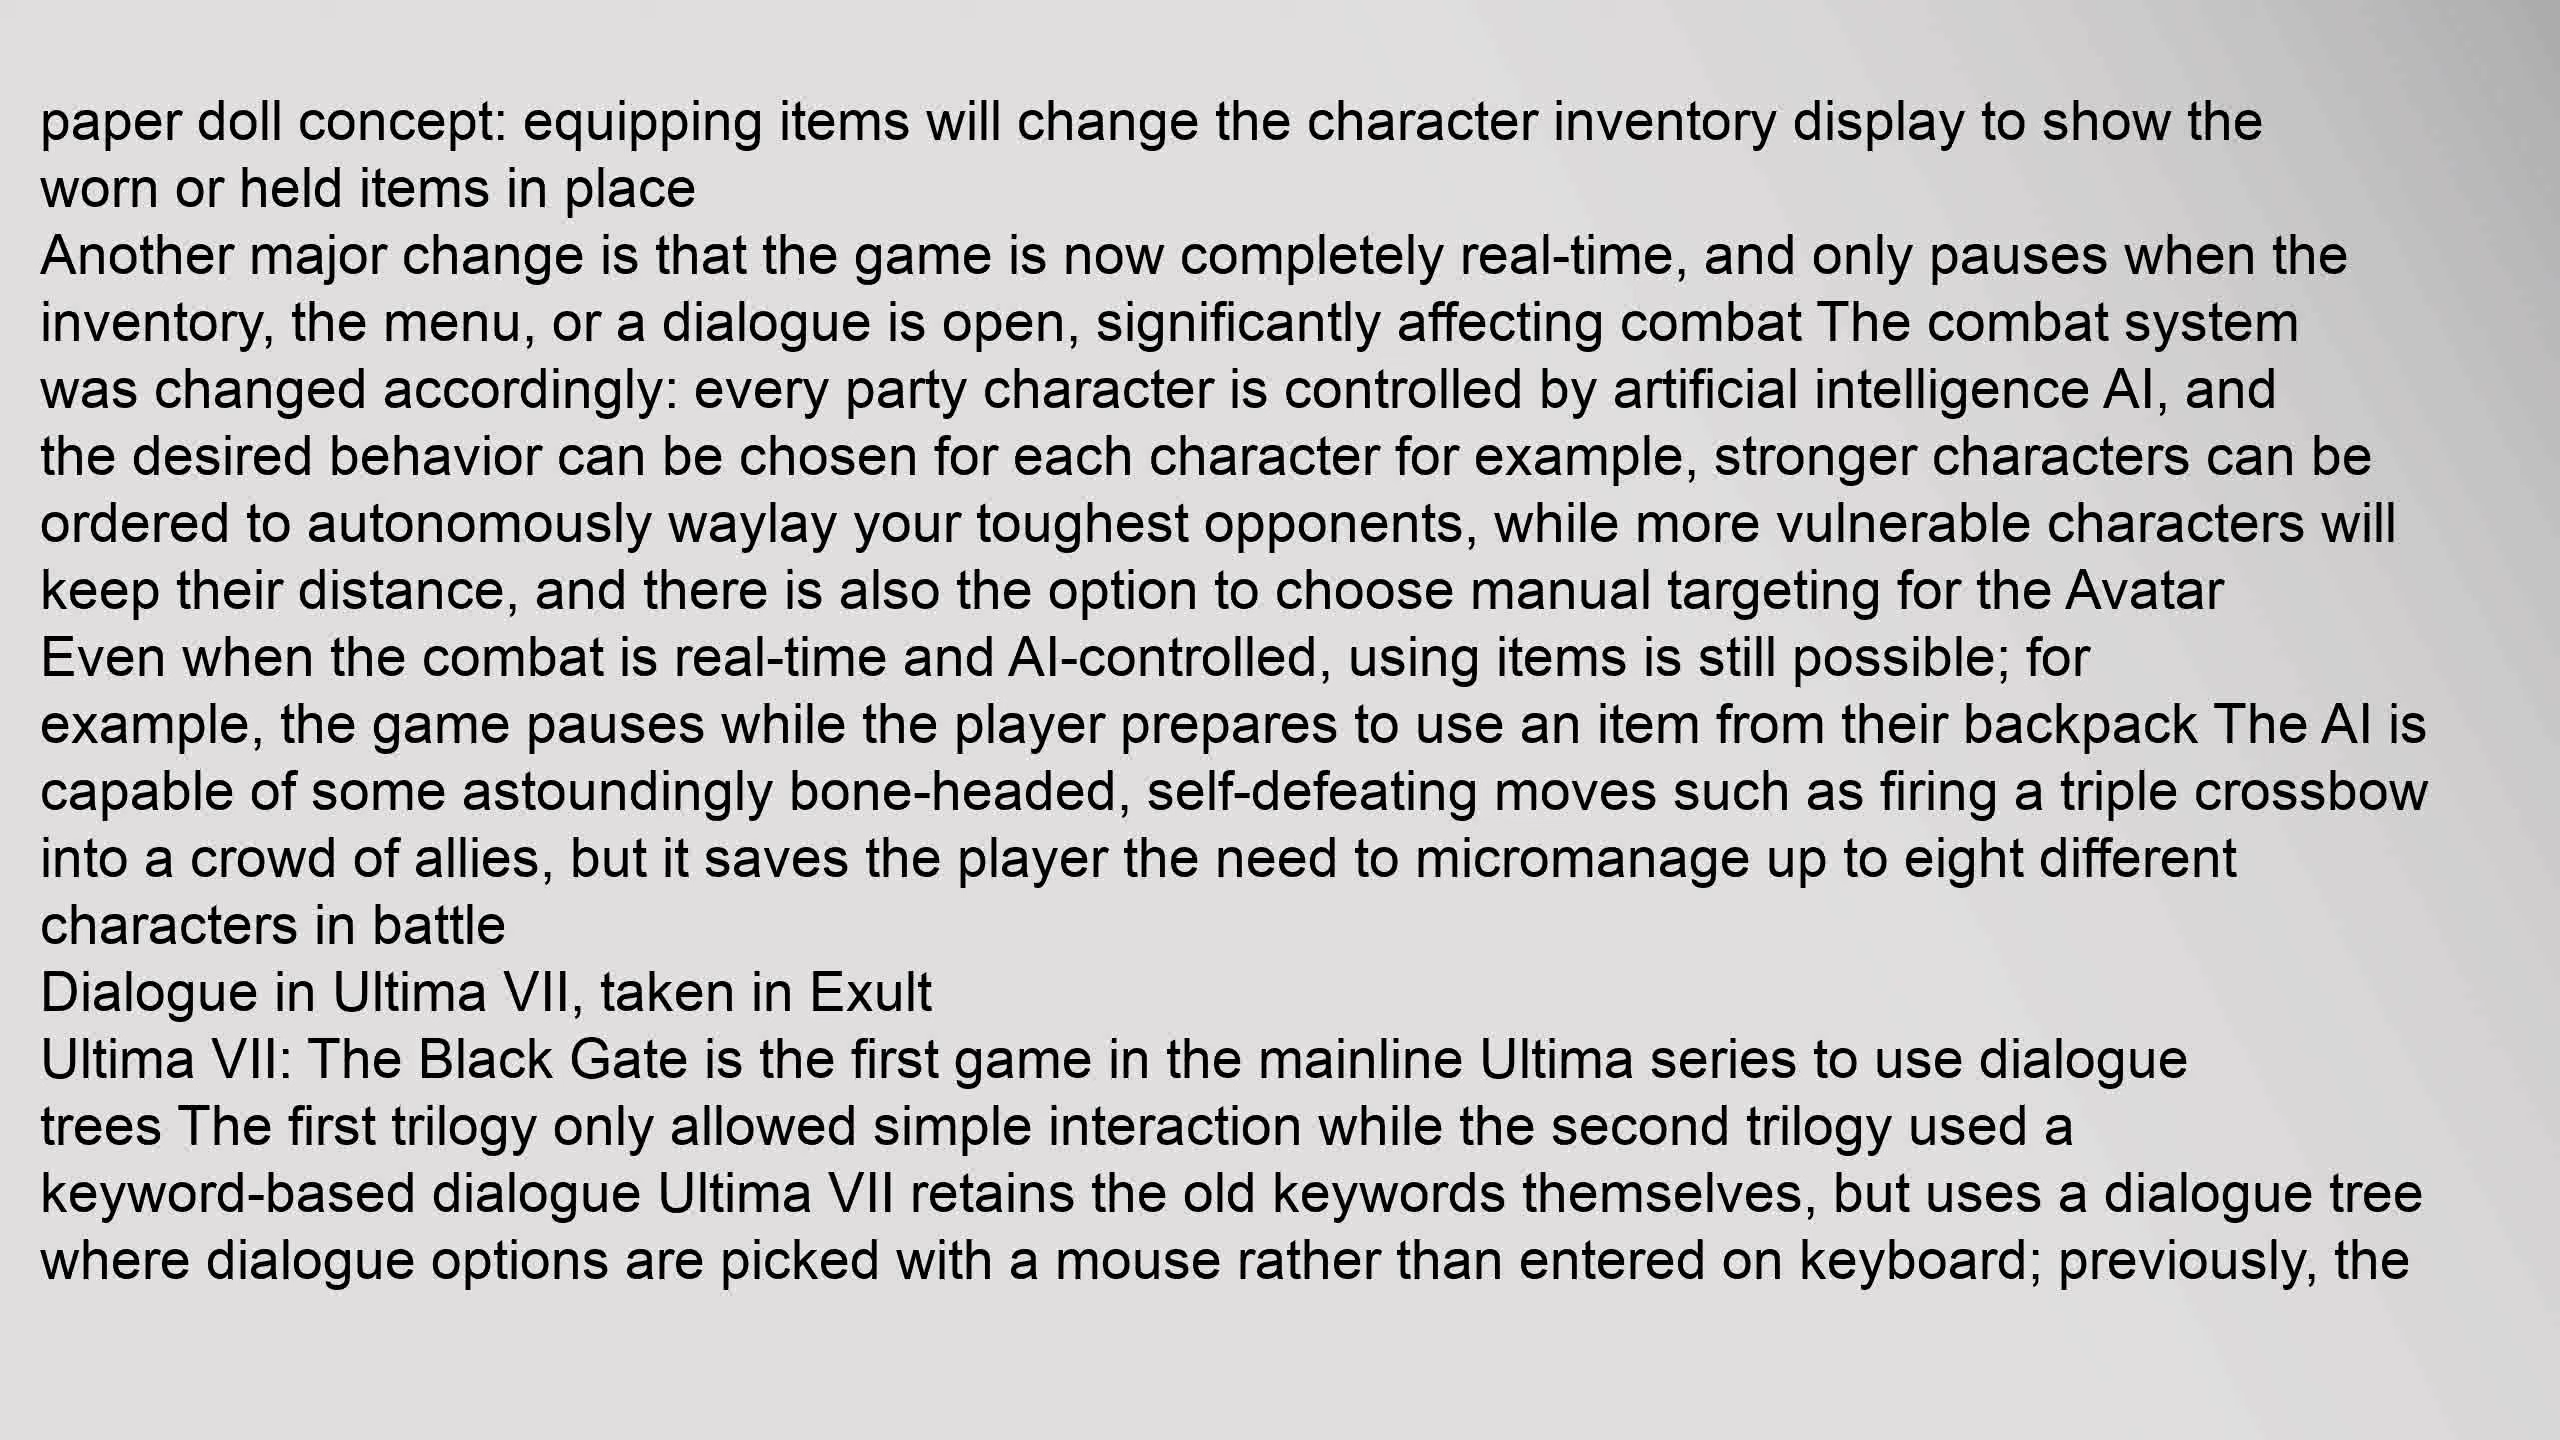 paper doll concept: equipping items will change the character inventory display to show the
worn or held items in place
Another major change is that the game is now completely real-time, and only pauses when the
inventory, the menu, or a dialogue is open, significantly affecting combat The combat system
was changed accordingly: every party character is controlled by artificial intelligence AI, and
the desired behavior can be chosen for each character for example, stronger characters can be
ordered to autonomously waylay your toughest opponents, while more vulnerable characters will
keep their distance, and there is also the option to choose manual targeting for the Avatar
Even when the combat is real-time and AI-controlled, using items is still possible; for
example, the game pauses while the player prepares to use an item from their backpack The AI is
capable of some astoundingly bone-headed, self-defeating moves such as firing a triple crossbow
into a crowd of allies, but it saves the player the need to micromanage up to eight different
characters in battle
Dialogue in Ultima VII, taken in Exult
Ultima VII: The Black Gate is the first game in the mainline Ultima series to use dialogue
trees The first trilogy only allowed simple interaction while the second trilogy used a
keyword-based dialogue Ultima VII retains the old keywords themselves, but uses a dialogue tree
where dialogue options are picked with a mouse rather than entered on keyboard; previously, the